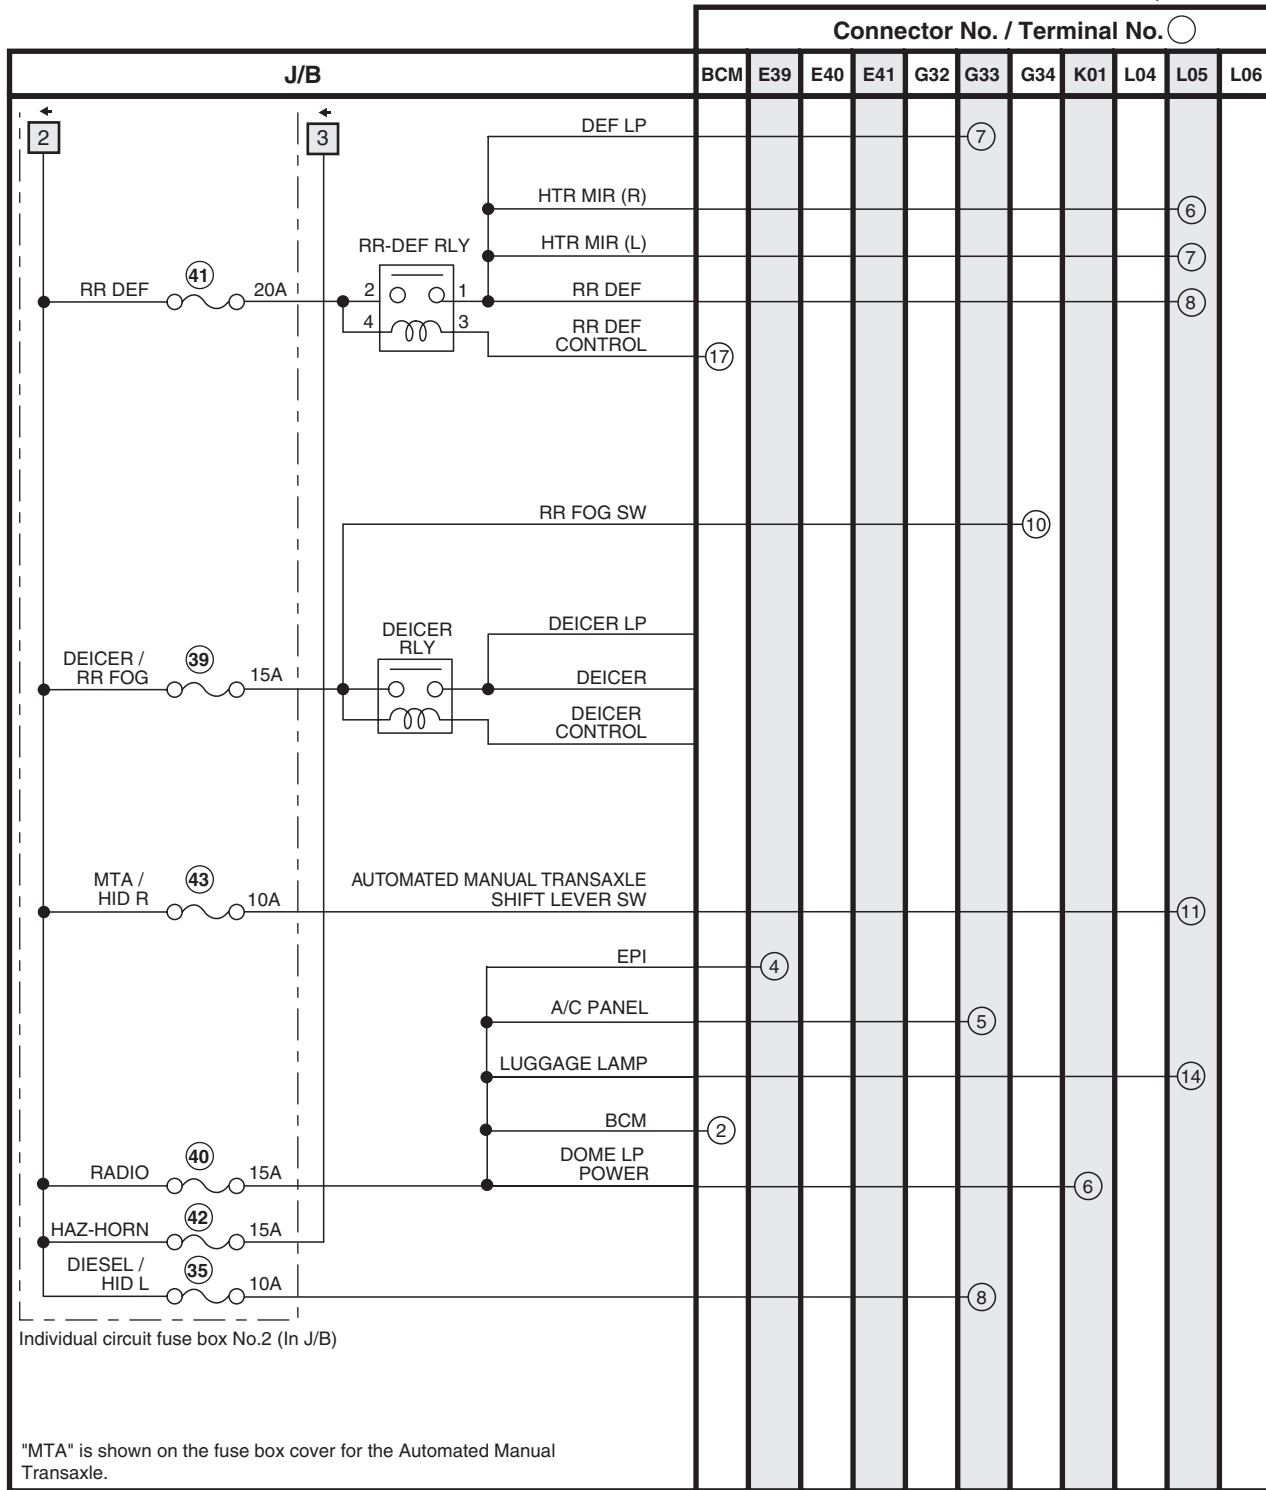 Connector No. / Terminal No.
J/B
BCM E39 E40 E41 G32 G33 G34 K01 L04 L05 L06
2
3
DEF LP
7
HTR MIR (R)
6
RR-DEF RLY
HTR MIR (L)
7
RR DEF
41
20A
2
1
RR DEF
8
4
3
RR DEF
CONTROL
17
RR FOG SW
10
DEICER
RLY
DEICER LP
DEICER /
RR FOG
39
15A
DEICER
DEICER
CONTROL
MTA /
HID R
43
10A
AUTOMATED MANUAL TRANSAXLE
SHIFT LEVER SW
11
EPI
4
A/C PANEL
5
LUGGAGE LAMP
14
BCM
2
RADIO
40
15A
DOME LP
POWER
6
HAZ-HORN
42
15A
DIESEL /
HID L
35
10A
8
Individual circuit fuse box No.2 (In J/B)
"MTA" is shown on the fuse box cover for the Automated Manual
Transaxle.